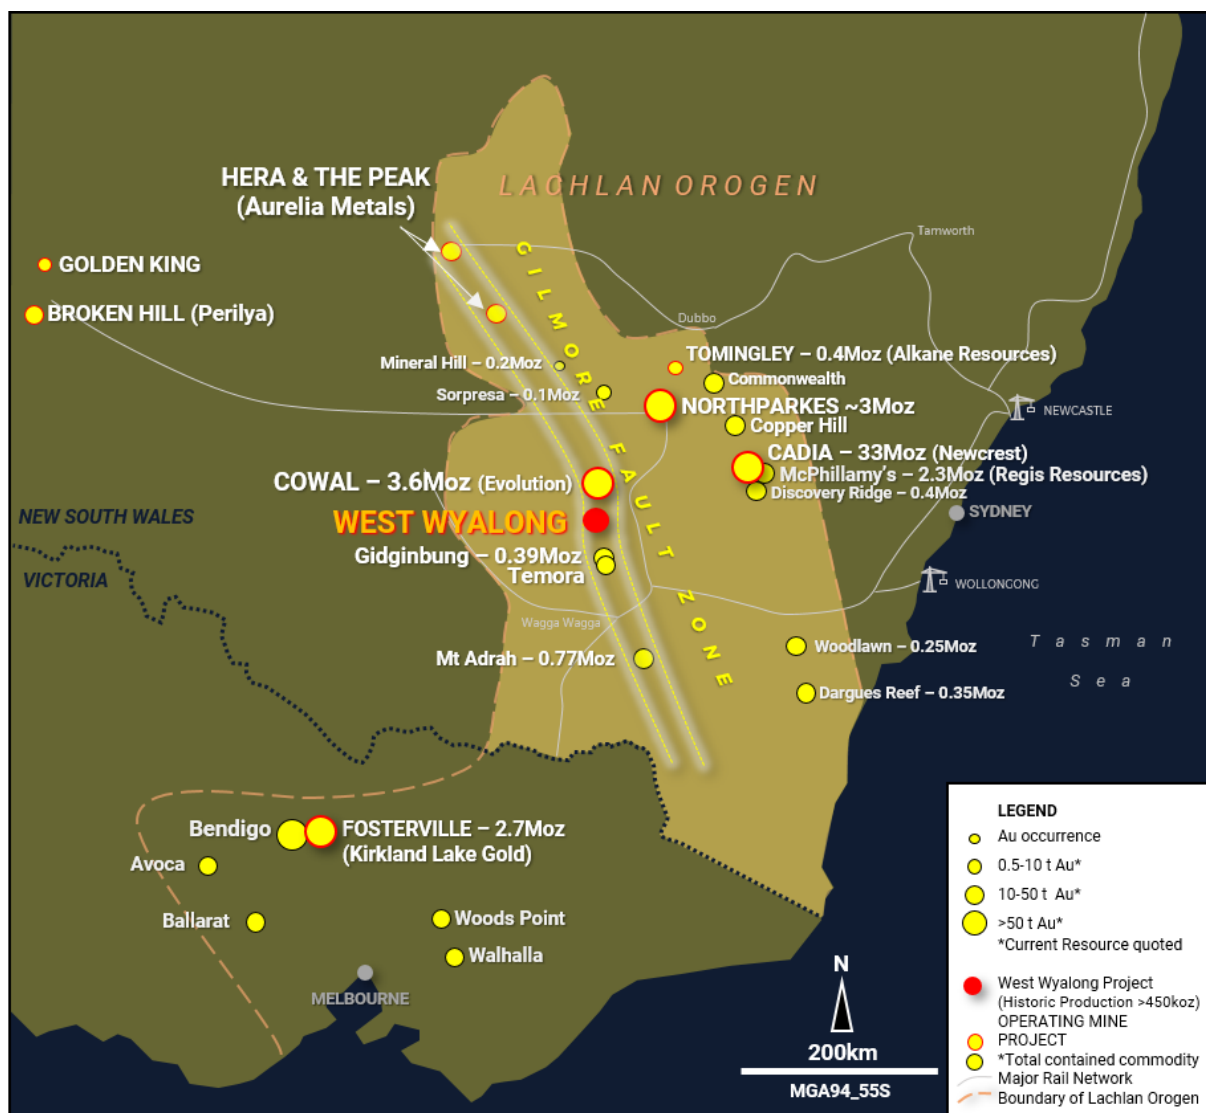 LACHLAN OROGEN
HERA & THE PEAK
(Aurelia Metals)
GILMORE FAULT ZONE
Tamworth
GOLDEN KING
BROKEN HILL (Perilya)
Dubbo
Mineral Hill – 0.2Moz
TOMINGLEY – 0.4Moz (Alkane Resources)
Commonwealth
Sorpresa – 0.1Moz
NORTHPARKES ~3Moz
NEWCASTLE
Copper Hill
CADIA – 33Moz (Newcrest)
McPhillamy's – 2.3Moz (Regis Resources)
COWAL – 3.6Moz (Evolution)
Discovery Ridge – 0.4Moz
NEW SOUTH WALES
WEST WYALONG
SYDNEY
Gidginbung – 0.39Moz
Temora
VICTORIA
WOLLONGONG
Wagga Wagga
Woodlawn – 0.25Moz
Tasman
Sea
Mt Adrah – 0.77Moz
Dargues Reef – 0.35Moz
Bendigo
FOSTERVILLE – 2.7Moz
(Kirkland Lake Gold)
Avoca
Ballarat
Woods Point
Walhalla
MELBOURNE
N
200km
MGA94_55S
LEGEND
Au occurrence
0.5-10 t Au*
10-50 t Au*
>50 t Au*
*Current Resource quoted
West Wyalong Project
(Historic Production >450koz)
OPERATING MINE
PROJECT
*Total contained commodity
Major Rail Network
Boundary of Lachlan Orogen